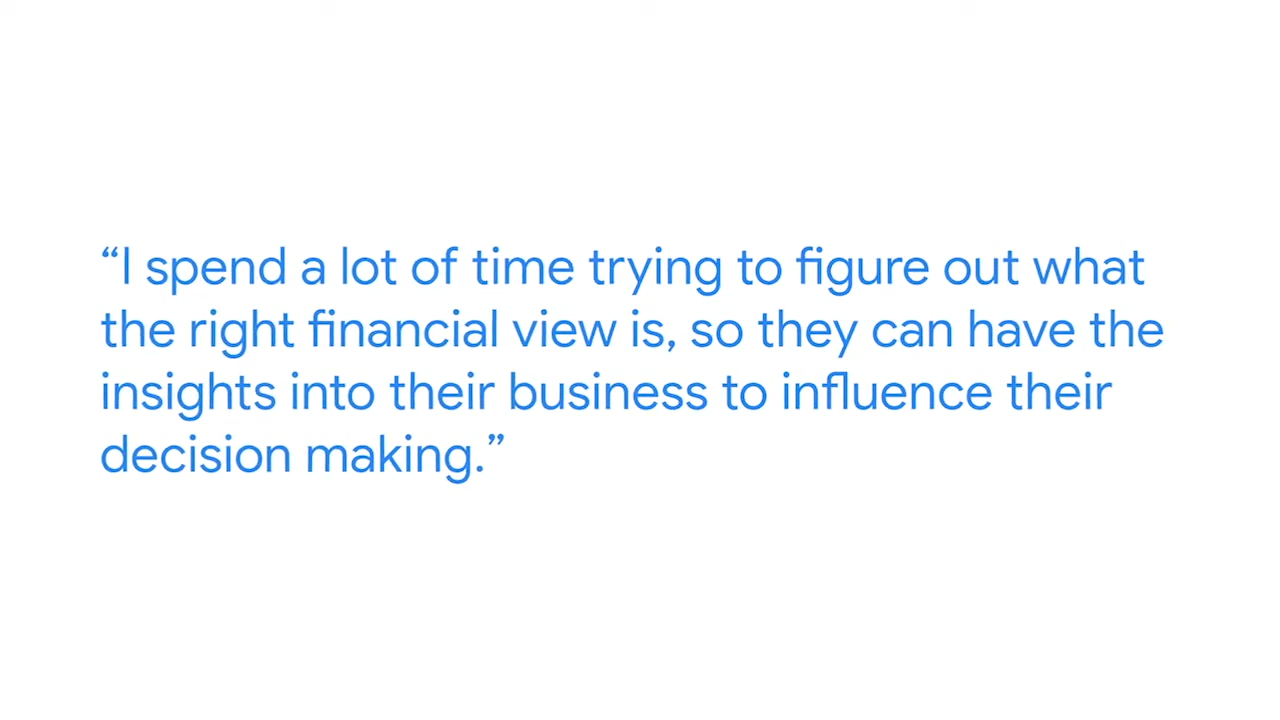 “I spend a lot of time trying to figure out what
the right financial view is, so they can have the
insights into their business to influence their
decision making.”